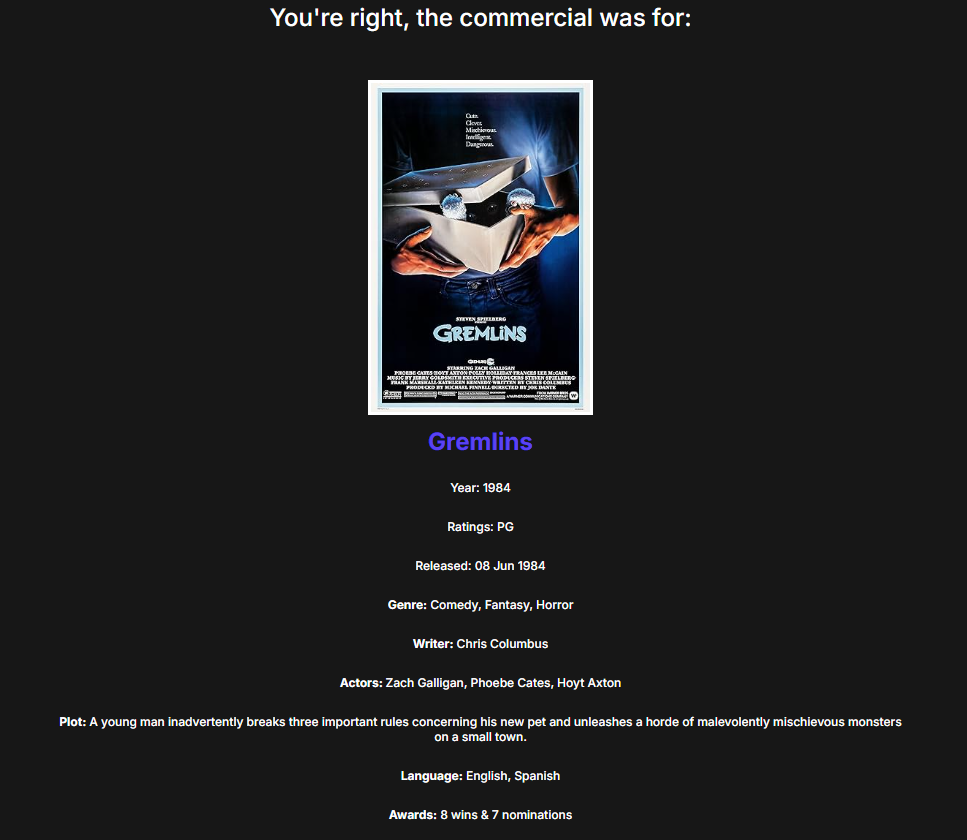 You're right, the commercial was for:
Cute.
Clever.
Mischievous.
Intelligent.
Dangerous.
STEVEN SPIELBERG
GREMLINS
STARRING ZACH GALLIGAN
PHOEBE CATES HOYT AXTON POLLY HOLLIDAY FRANCES LEE McCAIN
MUSIC BY JERRY GOLDSMITH EXECUTIVE PRODUCERS STEVEN SPIELBERG
FRANK MARSHALL KATHLEEN KENNEDY WRITTEN BY CHRIS COLUMBUS
PRODUCED BY MICHAEL FINNELL DIRECTED BY JOE DANTE
Gremlins
Year: 1984
Ratings: PG
Released: 08 Jun 1984
Genre: Comedy, Fantasy, Horror
Writer: Chris Columbus
Actors: Zach Galligan, Phoebe Cates, Hoyt Axton
Plot: A young man inadvertently breaks three important rules concerning his new pet and unleashes a horde of malevolently mischievous monsters
on a small town.
Language: English, Spanish
Awards: 8 wins & 7 nominations